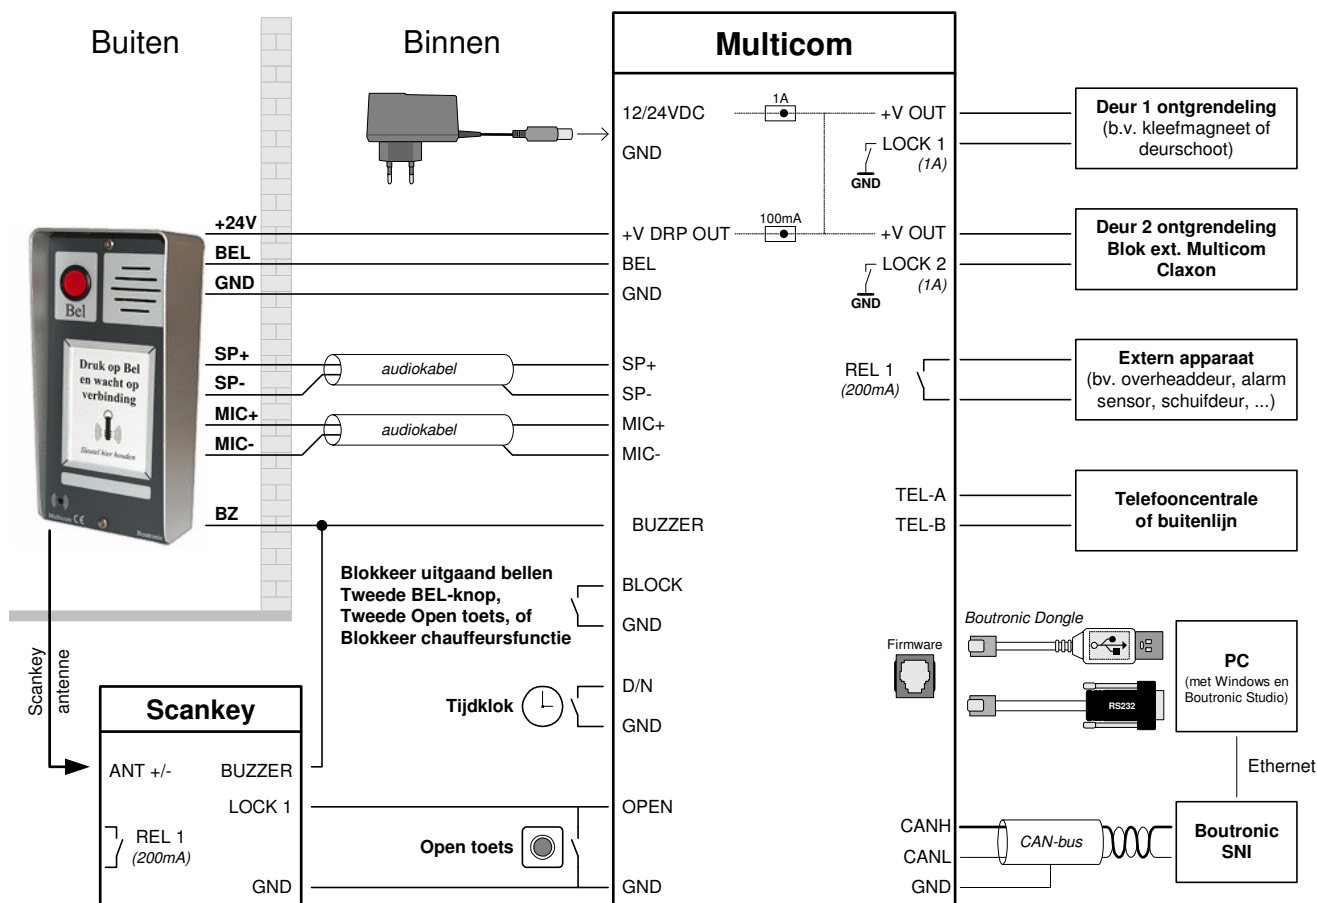 Buiten
Binnen
Multicom
12/24VDC
1A
+V OUT
GND
LOCK 1
(1A)
GND
Deur 1 ontgrendeling
(b.v. kleefmagneet of
deurschoot)
+24V
+V DRP OUT
100mA
+V OUT
BEL
BEL
LOCK 2
(1A)
GND
GND
GND
Deur 2 ontgrendeling
Blok ext. Multicom
Claxon
Bel
Druk op Bel
en wacht op
verbinding
Sleutel hier houden
Multicom CE
Boutronic
SP+
audiokabel
SP+
SP-
SP-
MIC+
audiokabel
MIC+
MIC-
MIC-
REL 1
(200mA)
Extern apparaat
(bv. overheaddeur, alarm
sensor, schuifdeur, ...)
BZ
BUZZER
TEL-A
TEL-B
Telefooncentrale
of buitenlijn
Blokkeer uitgaand bellen
Tweede BEL-knop,
Tweede Open toets, of
Blokkeer chauffeursfunctie
BLOCK
GND
Firmware
Boutronic Dongle
RS232
PC
(met Windows en
Boutronic Studio)
Tijdklok
D/N
GND
Scankey
antenne
Scankey
ANT +/-
BUZZER
LOCK 1
REL 1
(200mA)
GND
Open toets
OPEN
GND
Ethernet
CANH
CANL
GND
CAN-bus
Boutronic
SNI